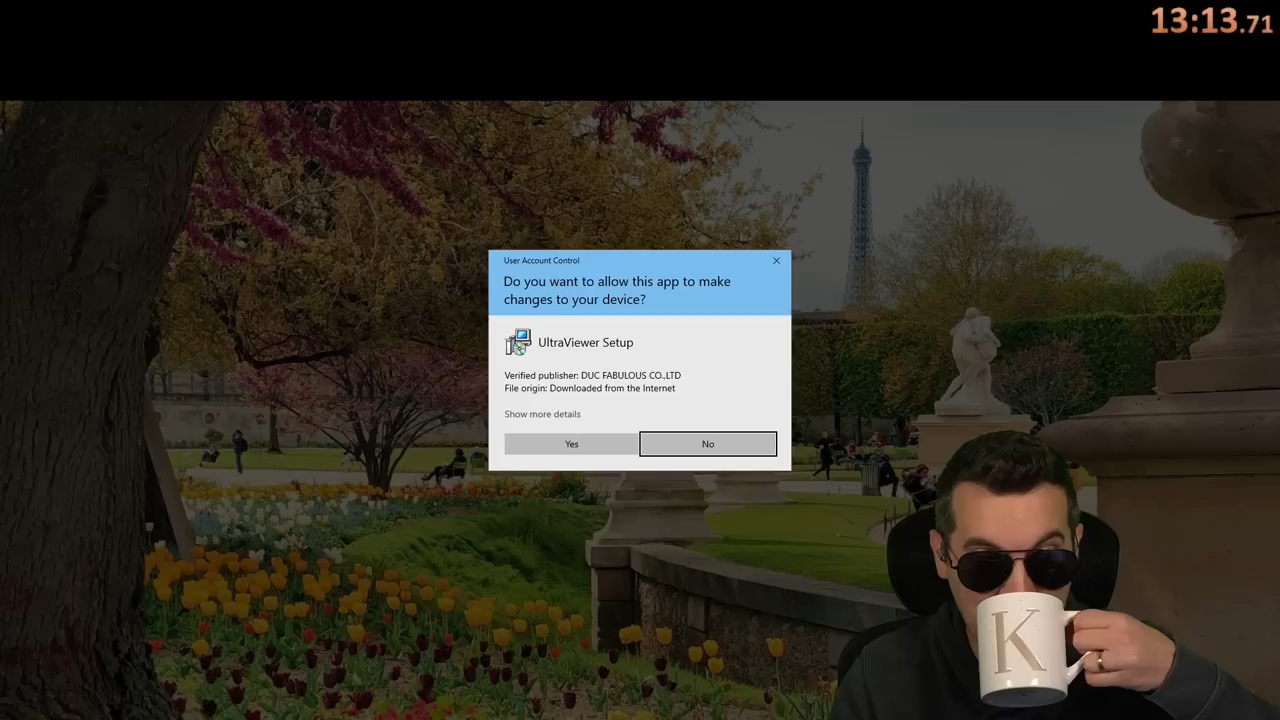 13:13.71
User Account Control
Do you want to allow this app to make
changes to your device?
UltraViewer Setup
Verified publisher: DUC FABULOUS CO.,LTD
File origin: Downloaded from the Internet
Show more details
Yes
No
K